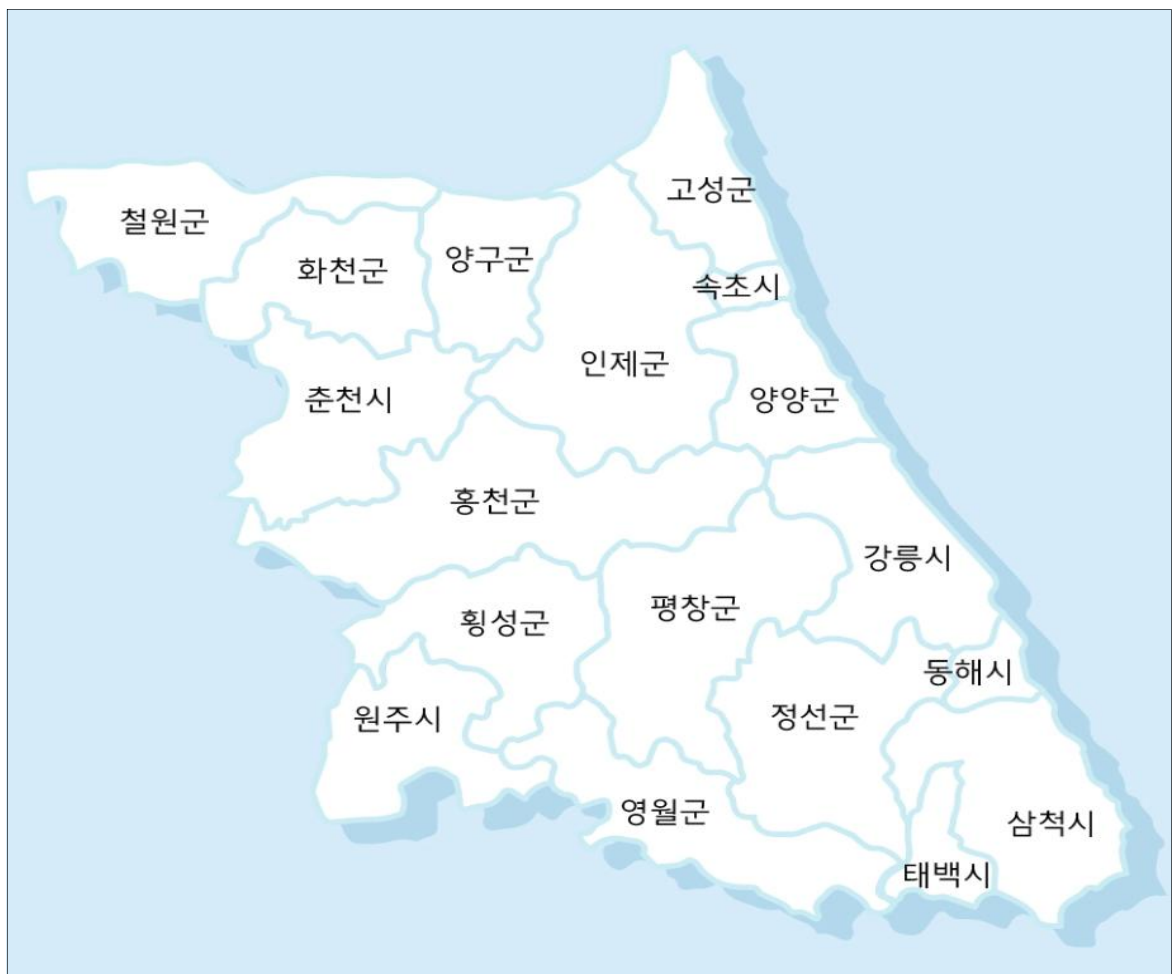 고성군
철원군
화천군
양구군
속초시
인제군
춘천시
양양군
홍천군
강릉시
횡성군
평창군
동해시
원주시
정선군
영월군
삼척시
태백시